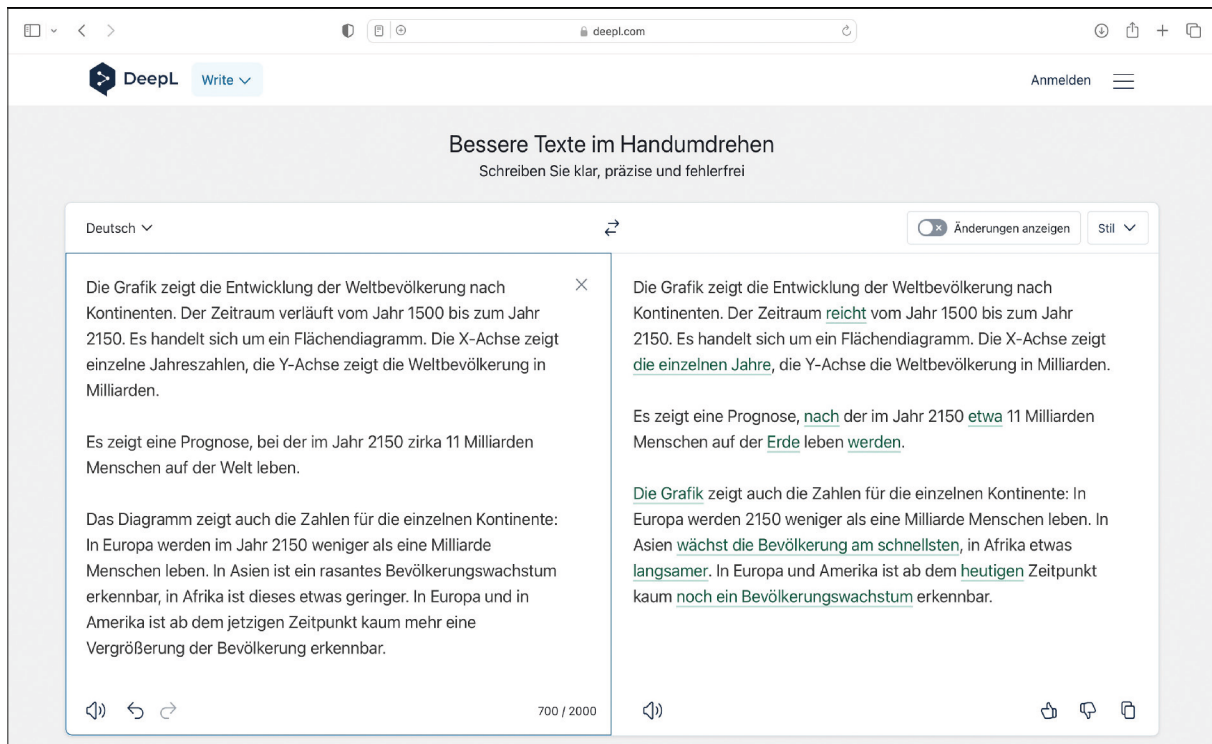 deepl.com
DeepL
Write
Anmelden
Bessere Texte im Handumdrehen
Schreiben Sie klar, präzise und fehlerfrei
Deutsch
Änderungen anzeigen
Stil
Die Grafik zeigt die Entwicklung der Weltbevölkerung nach
Kontinenten. Der Zeitraum verläuft vom Jahr 1500 bis zum Jahr
2150. Es handelt sich um ein Flächendiagramm. Die X-Achse zeigt
einzelne Jahreszahlen, die Y-Achse zeigt die Weltbevölkerung in
Milliarden.
Es zeigt eine Prognose, bei der im Jahr 2150 zirka 11 Milliarden
Menschen auf der Welt leben.
Das Diagramm zeigt auch die Zahlen für die einzelnen Kontinente:
In Europa werden im Jahr 2150 weniger als eine Milliarde
Menschen leben. In Asien ist ein rasantes Bevölkerungswachstum
erkennbar, in Afrika ist dieses etwas geringer. In Europa und in
Amerika ist ab dem jetzigen Zeitpunkt kaum mehr eine
Vergrößerung der Bevölkerung erkennbar.
700 / 2000
Die Grafik zeigt die Entwicklung der Weltbevölkerung nach
Kontinenten. Der Zeitraum reicht vom Jahr 1500 bis zum Jahr
2150. Es handelt sich um ein Flächendiagramm. Die X-Achse zeigt
die einzelnen Jahre, die Y-Achse die Weltbevölkerung in Milliarden.
Es zeigt eine Prognose, nach der im Jahr 2150 etwa 11 Milliarden
Menschen auf der Erde leben werden.
Die Grafik zeigt auch die Zahlen für die einzelnen Kontinente: In
Europa werden 2150 weniger als eine Milliarde Menschen leben. In
Asien wächst die Bevölkerung am schnellsten, in Afrika etwas
langsamer. In Europa und Amerika ist ab dem heutigen Zeitpunkt
kaum noch ein Bevölkerungswachstum erkennbar.